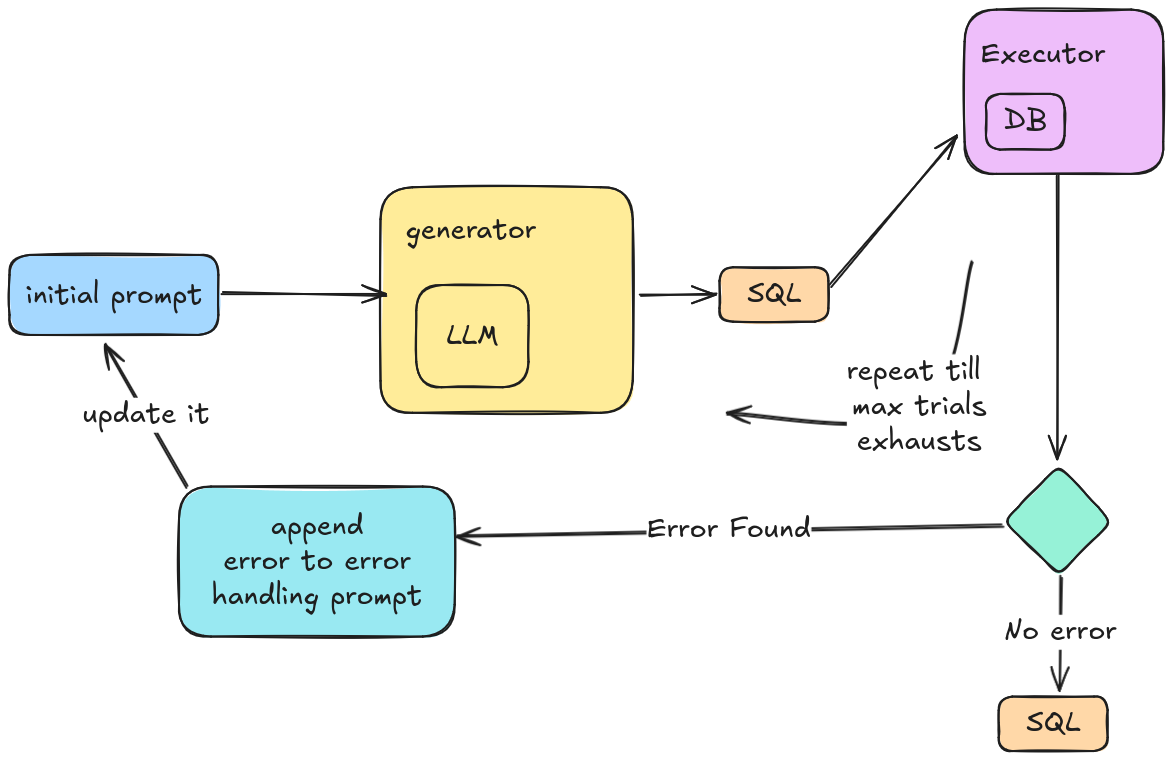 Executor
DB
generator
LLM
initial prompt
SQL
repeat till
max trials
exhausts
update it
append
error to error
handling prompt
Error Found
No error
SQL